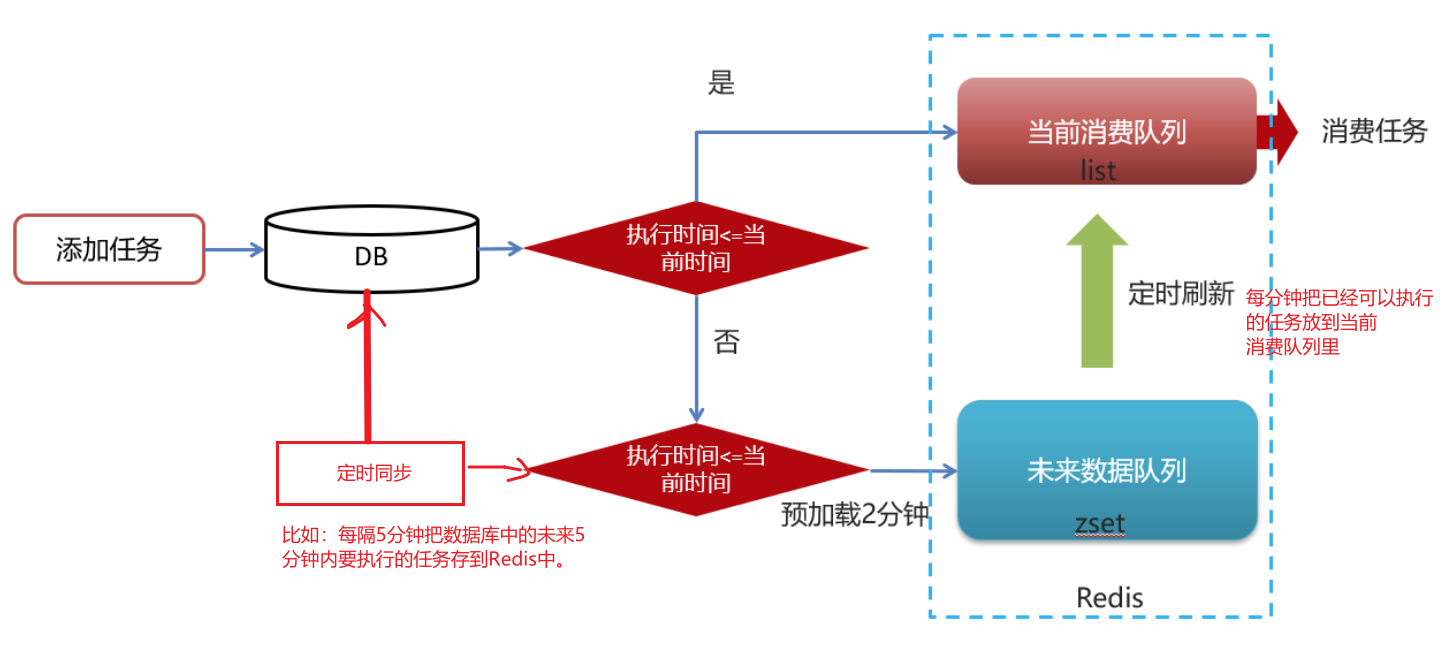 是
当前消费队列
list
消费任务
添加任务
DB
执行时间<=当
前时间
定时刷新
每分钟把已经可以执行
的任务放到当前
消费队列里
否
定时同步
执行时间<=当
前时间
预加载2分钟
未来数据队列
zset
比如：每隔5分钟把数据库中的未来5
分钟内要执行的任务存到Redis中。
Redis